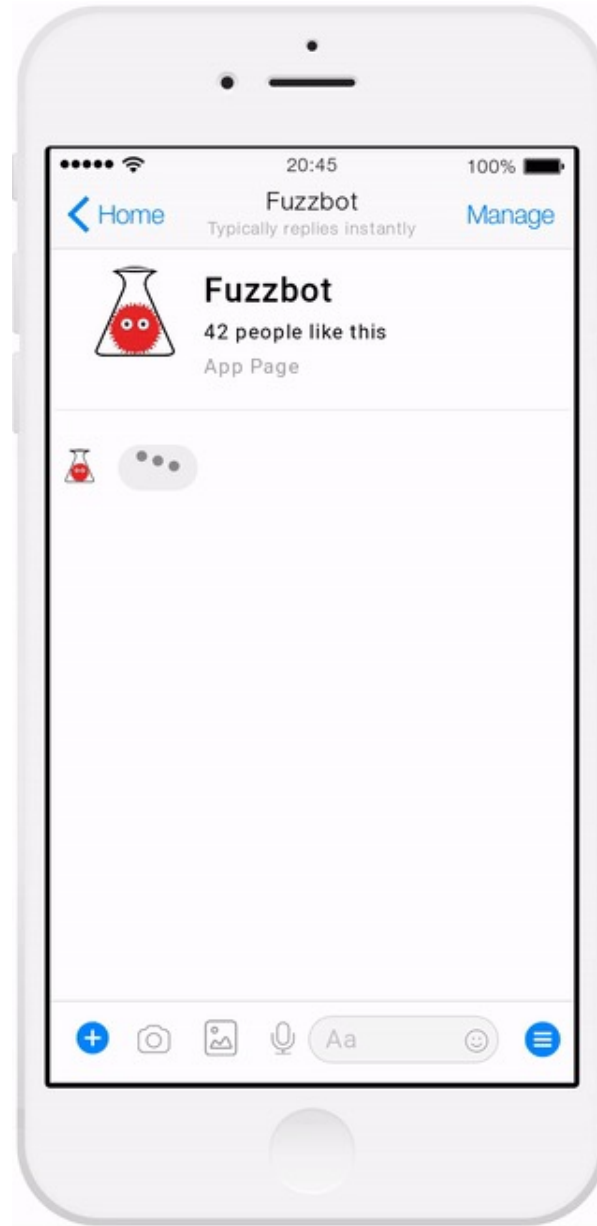 20:45
100%
Home
Fuzzbot
Manage
Typically replies instantly
Fuzzbot
42 people like this
App Page
Aa